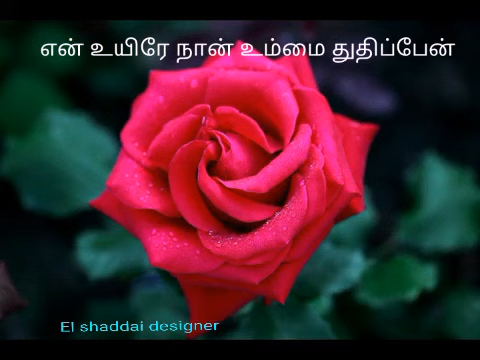 என் உயிரே நான் உம்மை துதிப்பேன்
El shaddai designer